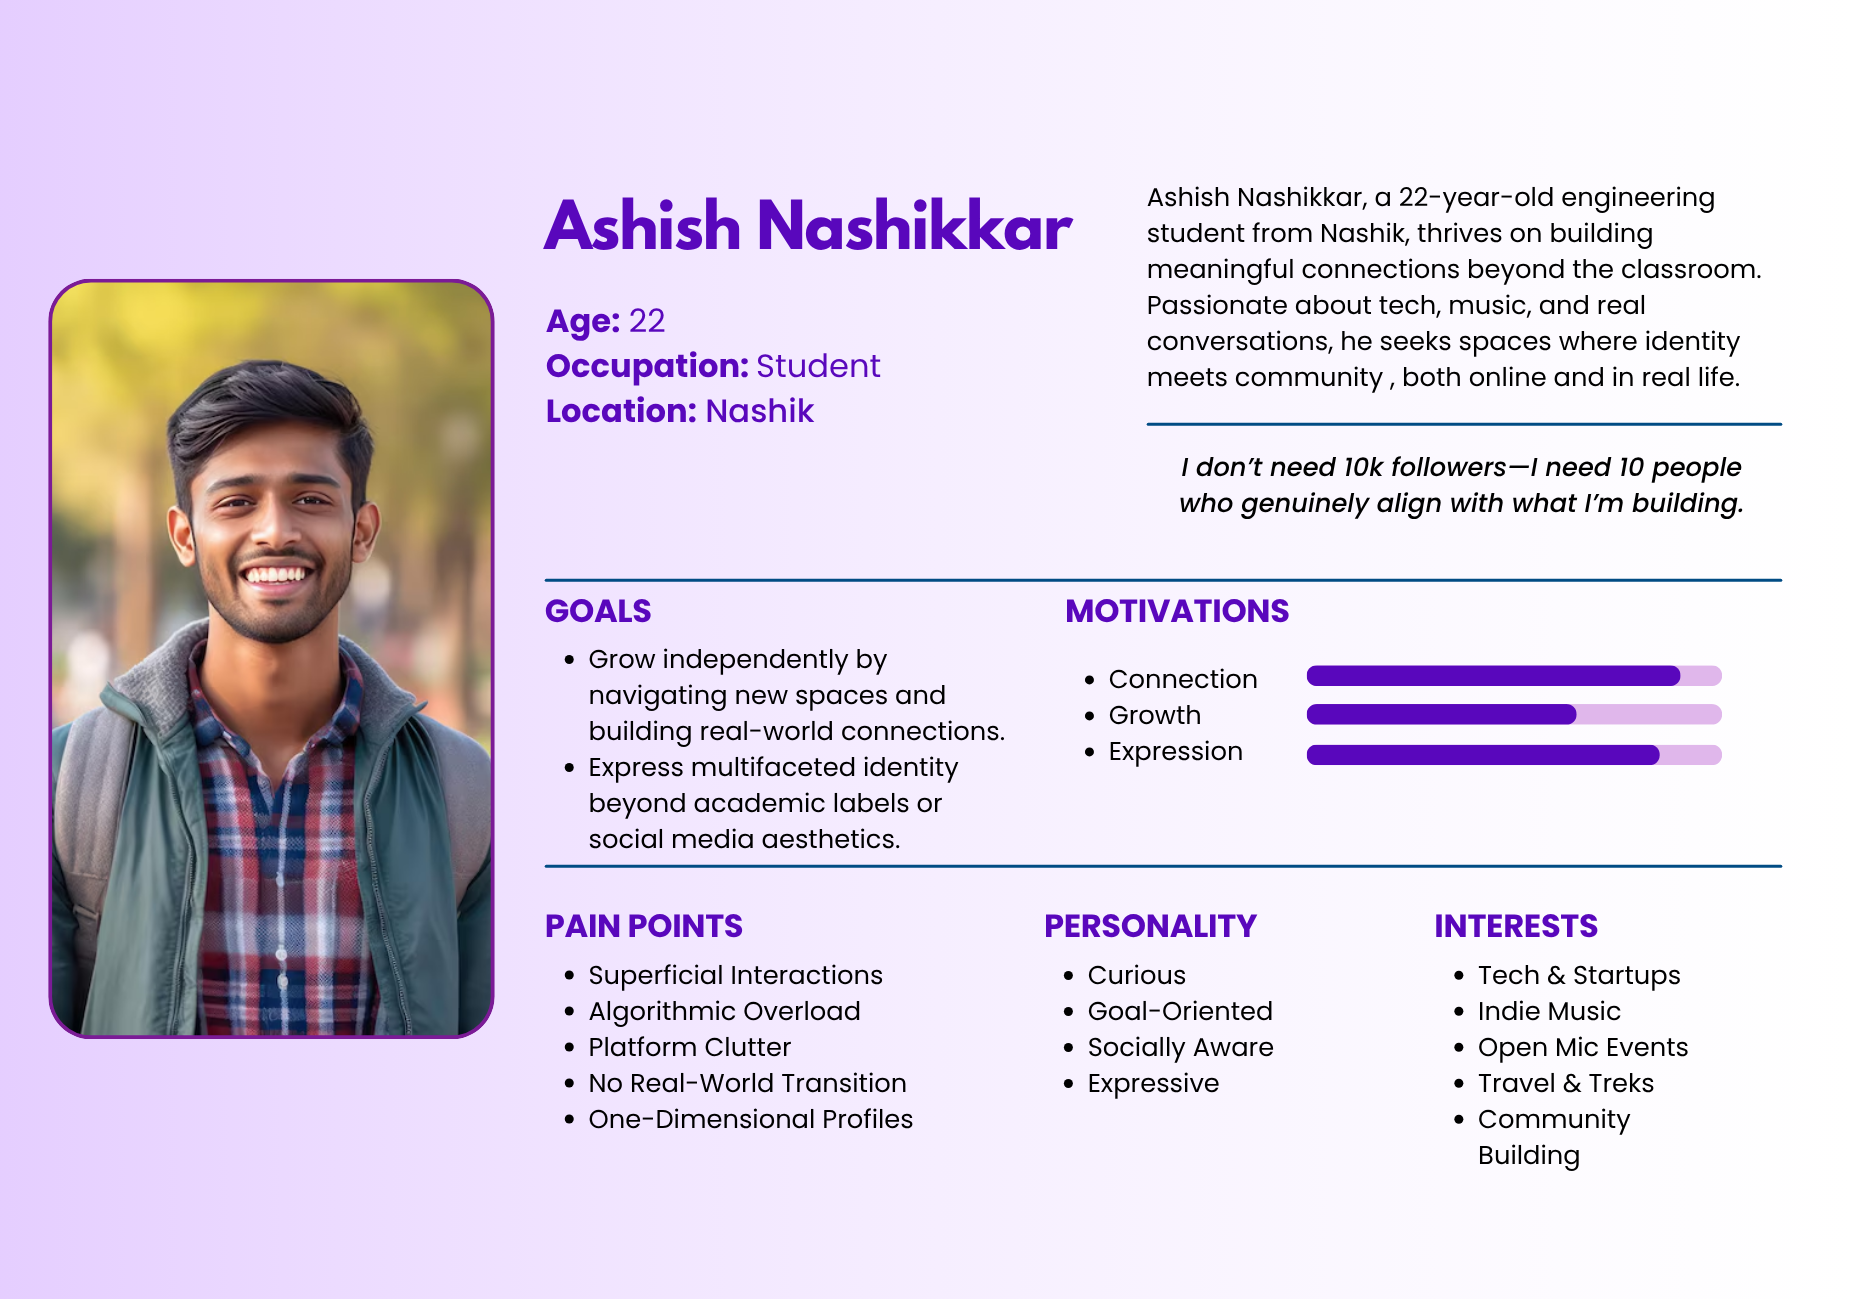 Ashish Nashikkar
Age: 22
Occupation: Student
Location: Nashik
Ashish Nashikkar, a 22-year-old engineering
student from Nashik, thrives on building
meaningful connections beyond the classroom.
Passionate about tech, music, and real
conversations, he seeks spaces where identity
meets community , both online and in real life.
I don’t need 10k followers—I need 10 people
who genuinely align with what I’m building.
GOALS
• Grow independently by
navigating new spaces and
building real-world connections.
• Express multifaceted identity
beyond academic labels or
social media aesthetics.
MOTIVATIONS
• Connection
• Growth
• Expression
PAIN POINTS
• Superficial Interactions
• Algorithmic Overload
• Platform Clutter
• No Real-World Transition
• One-Dimensional Profiles
PERSONALITY
• Curious
• Goal-Oriented
• Socially Aware
• Expressive
INTERESTS
• Tech & Startups
• Indie Music
• Open Mic Events
• Travel & Treks
• Community
Building